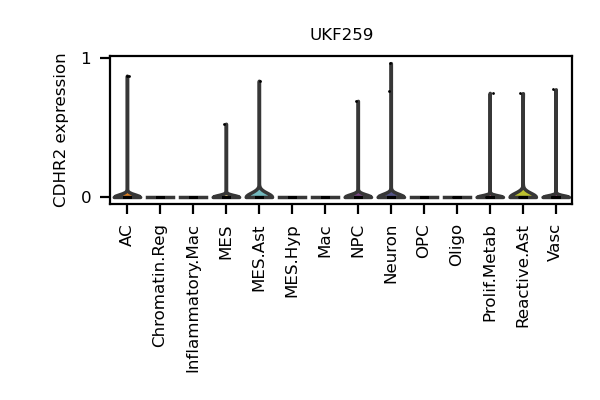 UKF259
CDHR2 expression
1
0
AC
Chromatin.Reg
Inflammatory.Mac
MES
MES.Ast
MES.Hyp
Mac
NPC
Neuron
OPC
Oligo
Prolif.Metab
Reactive.Ast
Vasc